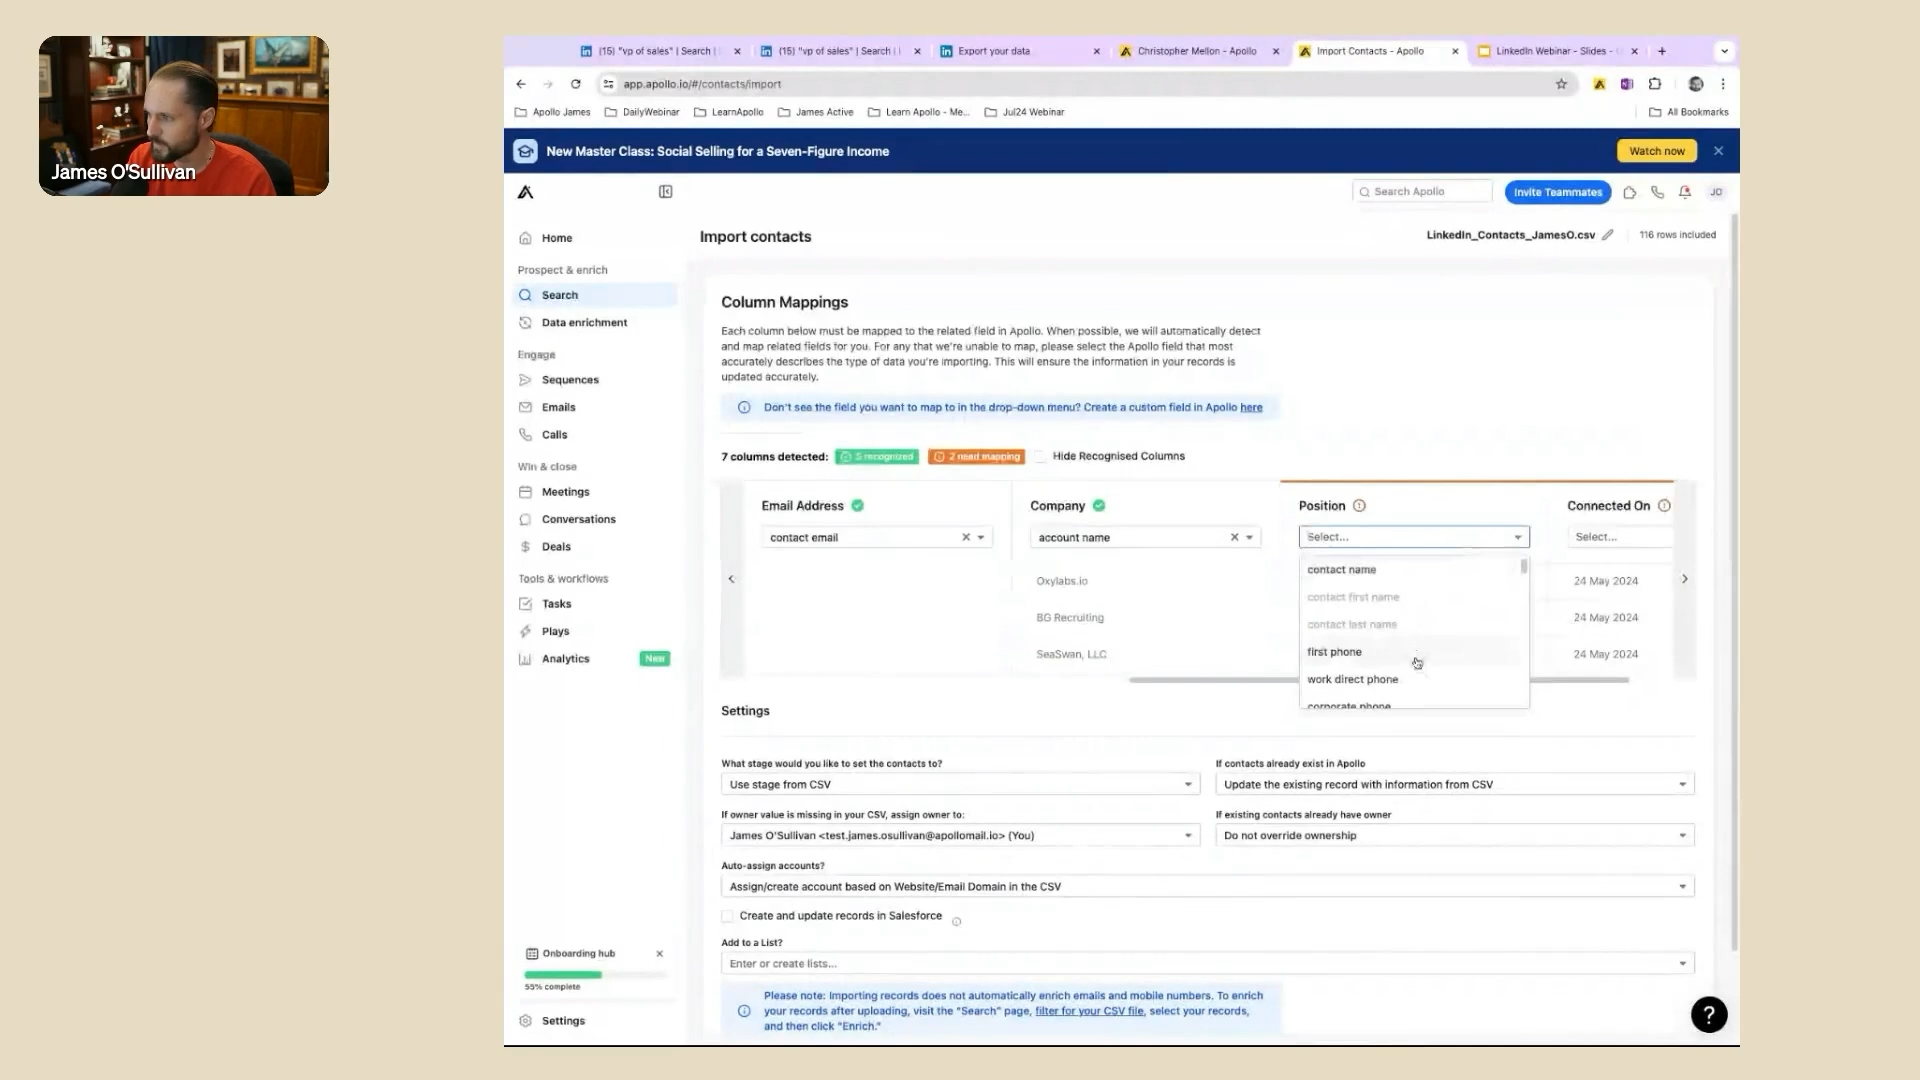 James O'Sullivan
(15) "vp of sales" | Search |
(15) "vp of sales" | Search |
Export your data
Christopher Mellon - Apollo
Import Contacts - Apollo
LinkedIn Webinar - Slides -
app.apollo.io/#/contacts/import
Apollo James
DailyWebinar
LearnApollo
James Active
Learn Apollo - Me...
Jul24 Webinar
All Bookmarks
New Master Class: Social Selling for a Seven-Figure Income
Watch now
Search Apollo
Invite Teammates
JO
Home
Prospect & enrich
Search
Data enrichment
Engage
Sequences
Emails
Calls
Win & close
Meetings
Conversations
Deals
Tools & workflows
Tasks
Plays
Analytics
New
Onboarding hub
55% complete
Settings
Import contacts
LinkedIn_Contacts_JamesO.csv
116 rows included
Column Mappings
Each column below must be mapped to the related field in Apollo. When possible, we will automatically detect
and map related fields for you. For any that we're unable to map, please select the Apollo field that most
accurately describes the type of data you're importing. This will ensure the information in your records is
updated accurately.
Don't see the field you want to map to in the drop-down menu? Create a custom field in Apollo here
7 columns detected:
5 recognized
2 need mapping
Hide Recognised Columns
Email Address
contact email
Company
account name
Oxylabs.io
BG Recruiting
SeaSwan, LLC
Position
Select...
contact name
contact first name
contact last name
first phone
work direct phone
corporate phone
Connected On
Select...
24 May 2024
24 May 2024
24 May 2024
Settings
What stage would you like to set the contacts to?
Use stage from CSV
If contacts already exist in Apollo
Update the existing record with information from CSV
If owner value is missing in your CSV, assign owner to:
James O'Sullivan <test.james.osullivan@apollomail.io> (You)
If existing contacts already have owner
Do not override ownership
Auto-assign accounts?
Assign/create account based on Website/Email Domain in the CSV
Create and update records in Salesforce
Add to a List?
Enter or create lists...
Please note: Importing records does not automatically enrich emails and mobile numbers. To enrich
your records after uploading, visit the "Search" page, filter for your CSV file, select your records,
and then click "Enrich."
?